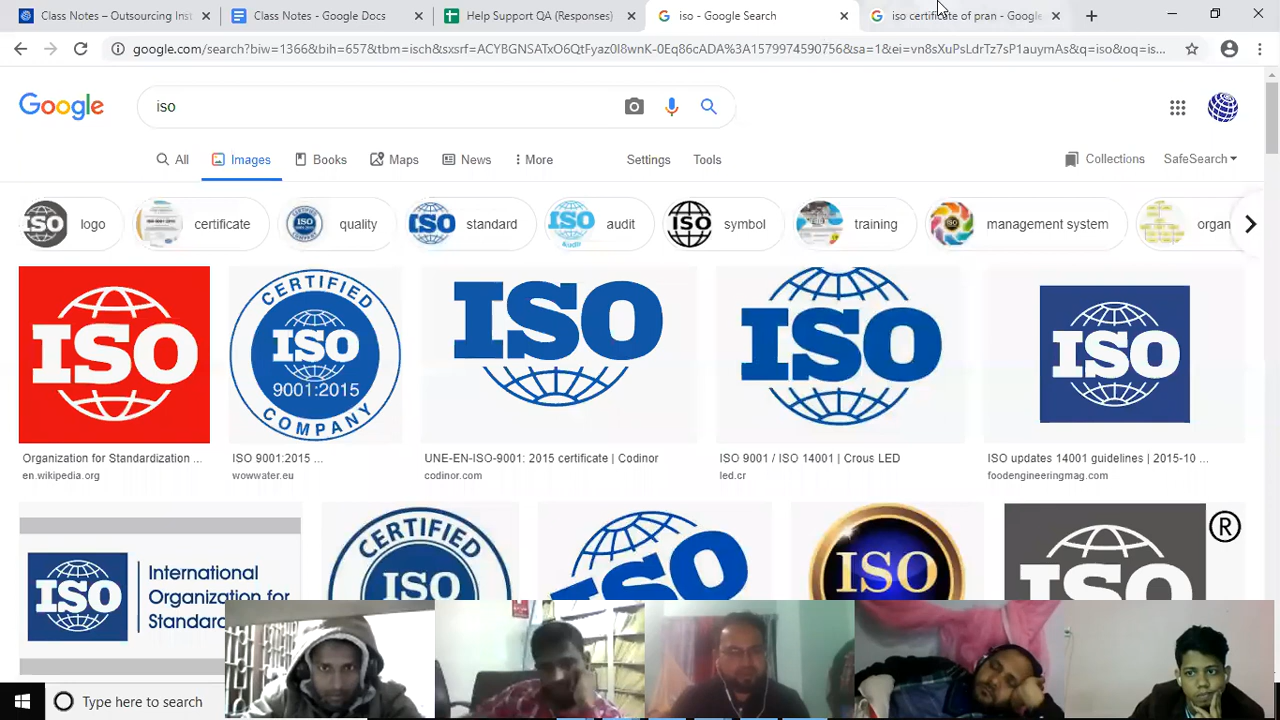 Class Notes – Outsourcing Inst
Class Notes - Google Docs
Help Support QA (Responses)
iso - Google Search
iso certificate of pran - Google
google.com/search?biw=1366&bih=657&tbm=isch&sxsrf=ACYBGNSATxO6QtFyaz0I8wnK-0Eq86cADA%3A1579974590756&sa=1&ei=vn8sXuPsLdrTz7sP1auymAs&q=iso&oq=is...
Google
iso
All
Images
Books
Maps
News
More
Settings
Tools
Collections
SafeSearch
ISO
logo
certificate
ISO
quality
ISO
standard
ISO
audit
ISO
symbol
training
management system
organ
ISO
CERTIFIED
ISO
9001:2015
COMPANY
ISO
ISO
ISO
Organization for Standardization ...
en.wikipedia.org
ISO 9001:2015 ...
wowwater.eu
UNE-EN-ISO-9001: 2015 certificate | Codinor
codinor.com
ISO 9001 / ISO 14001 | Crous LED
led.cr
ISO updates 14001 guidelines | 2015-10 ...
foodengineeringmag.com
ISO
International
Organization for
Standard
CERTIFIED
ISO
ISO
ISO
ISO
®
Type here to search